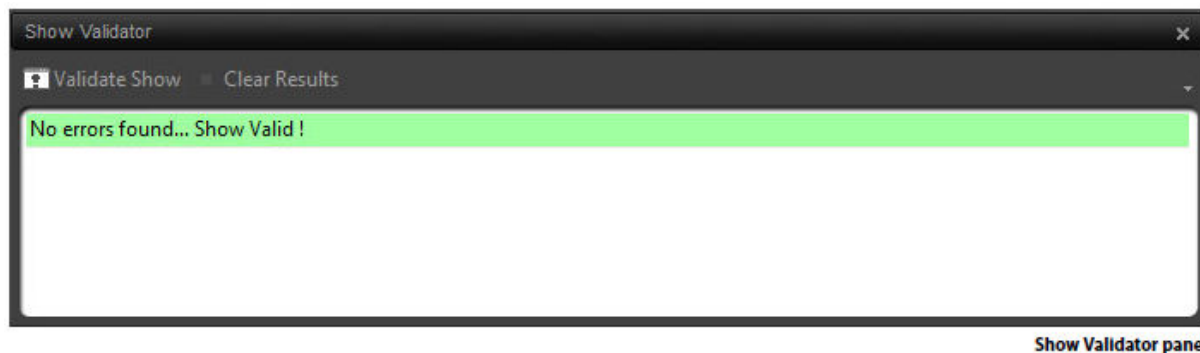 Show Validator
Validate Show Clear Results
No errors found... Show Valid !
Show Validator pane